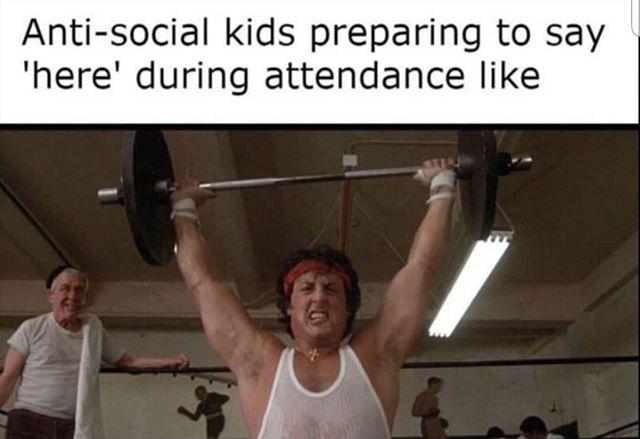 Anti-social kids preparing to say
'here' during attendance like